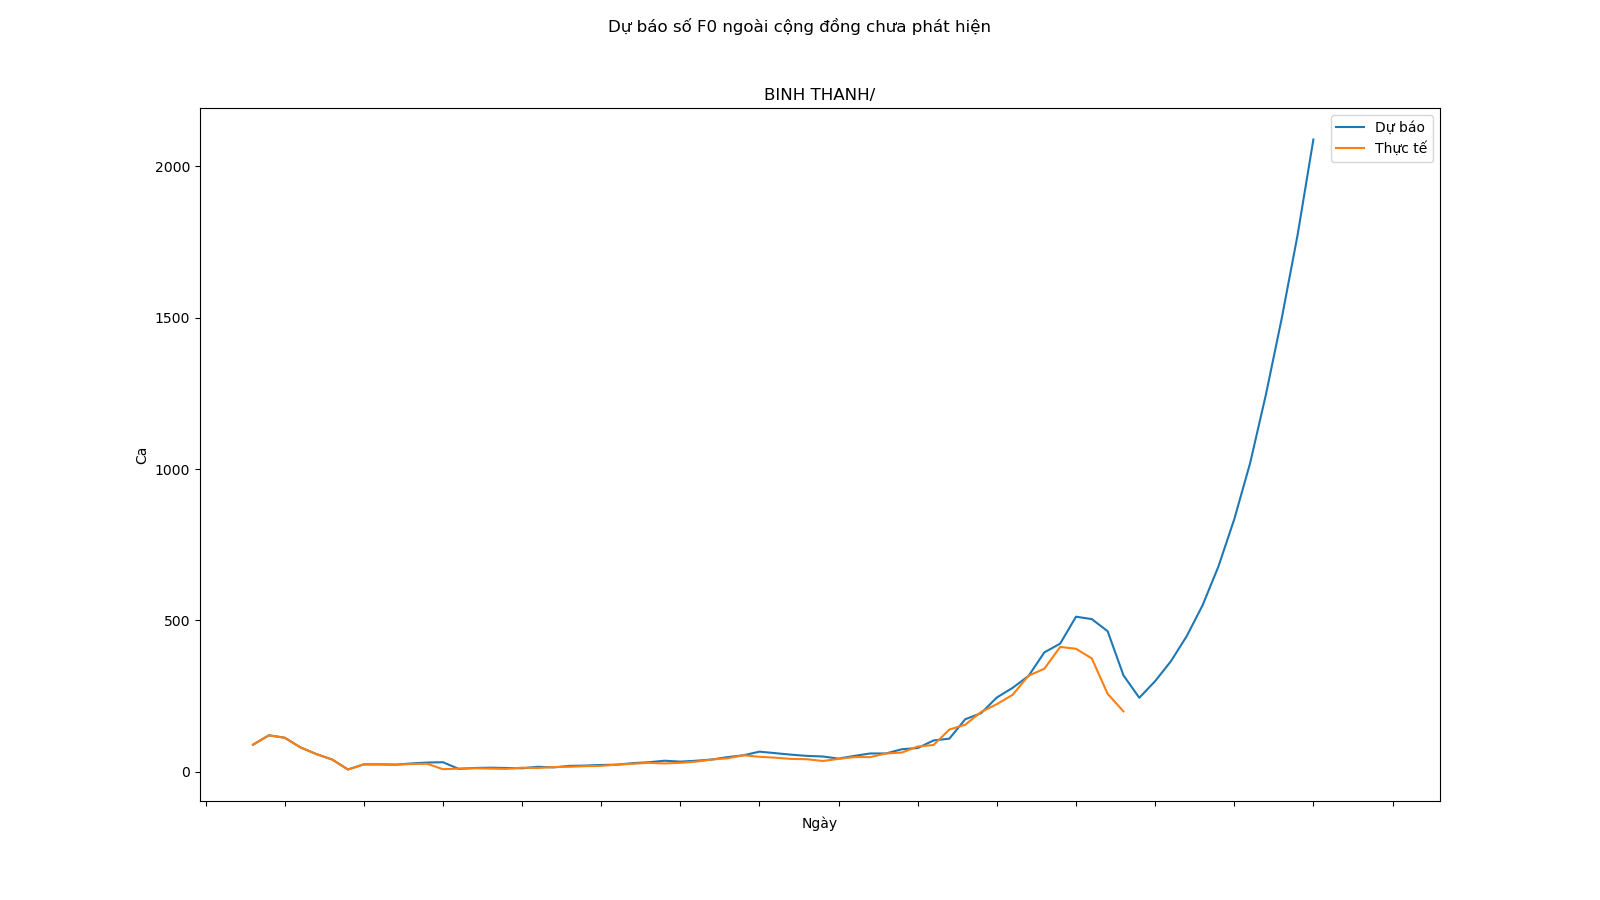 Dự báo số F0 ngoài cộng đồng chưa phát hiện
BINH THANH/
Dự báo
Thực tế
2000
1500
1000
500
0
Ca
Ngày